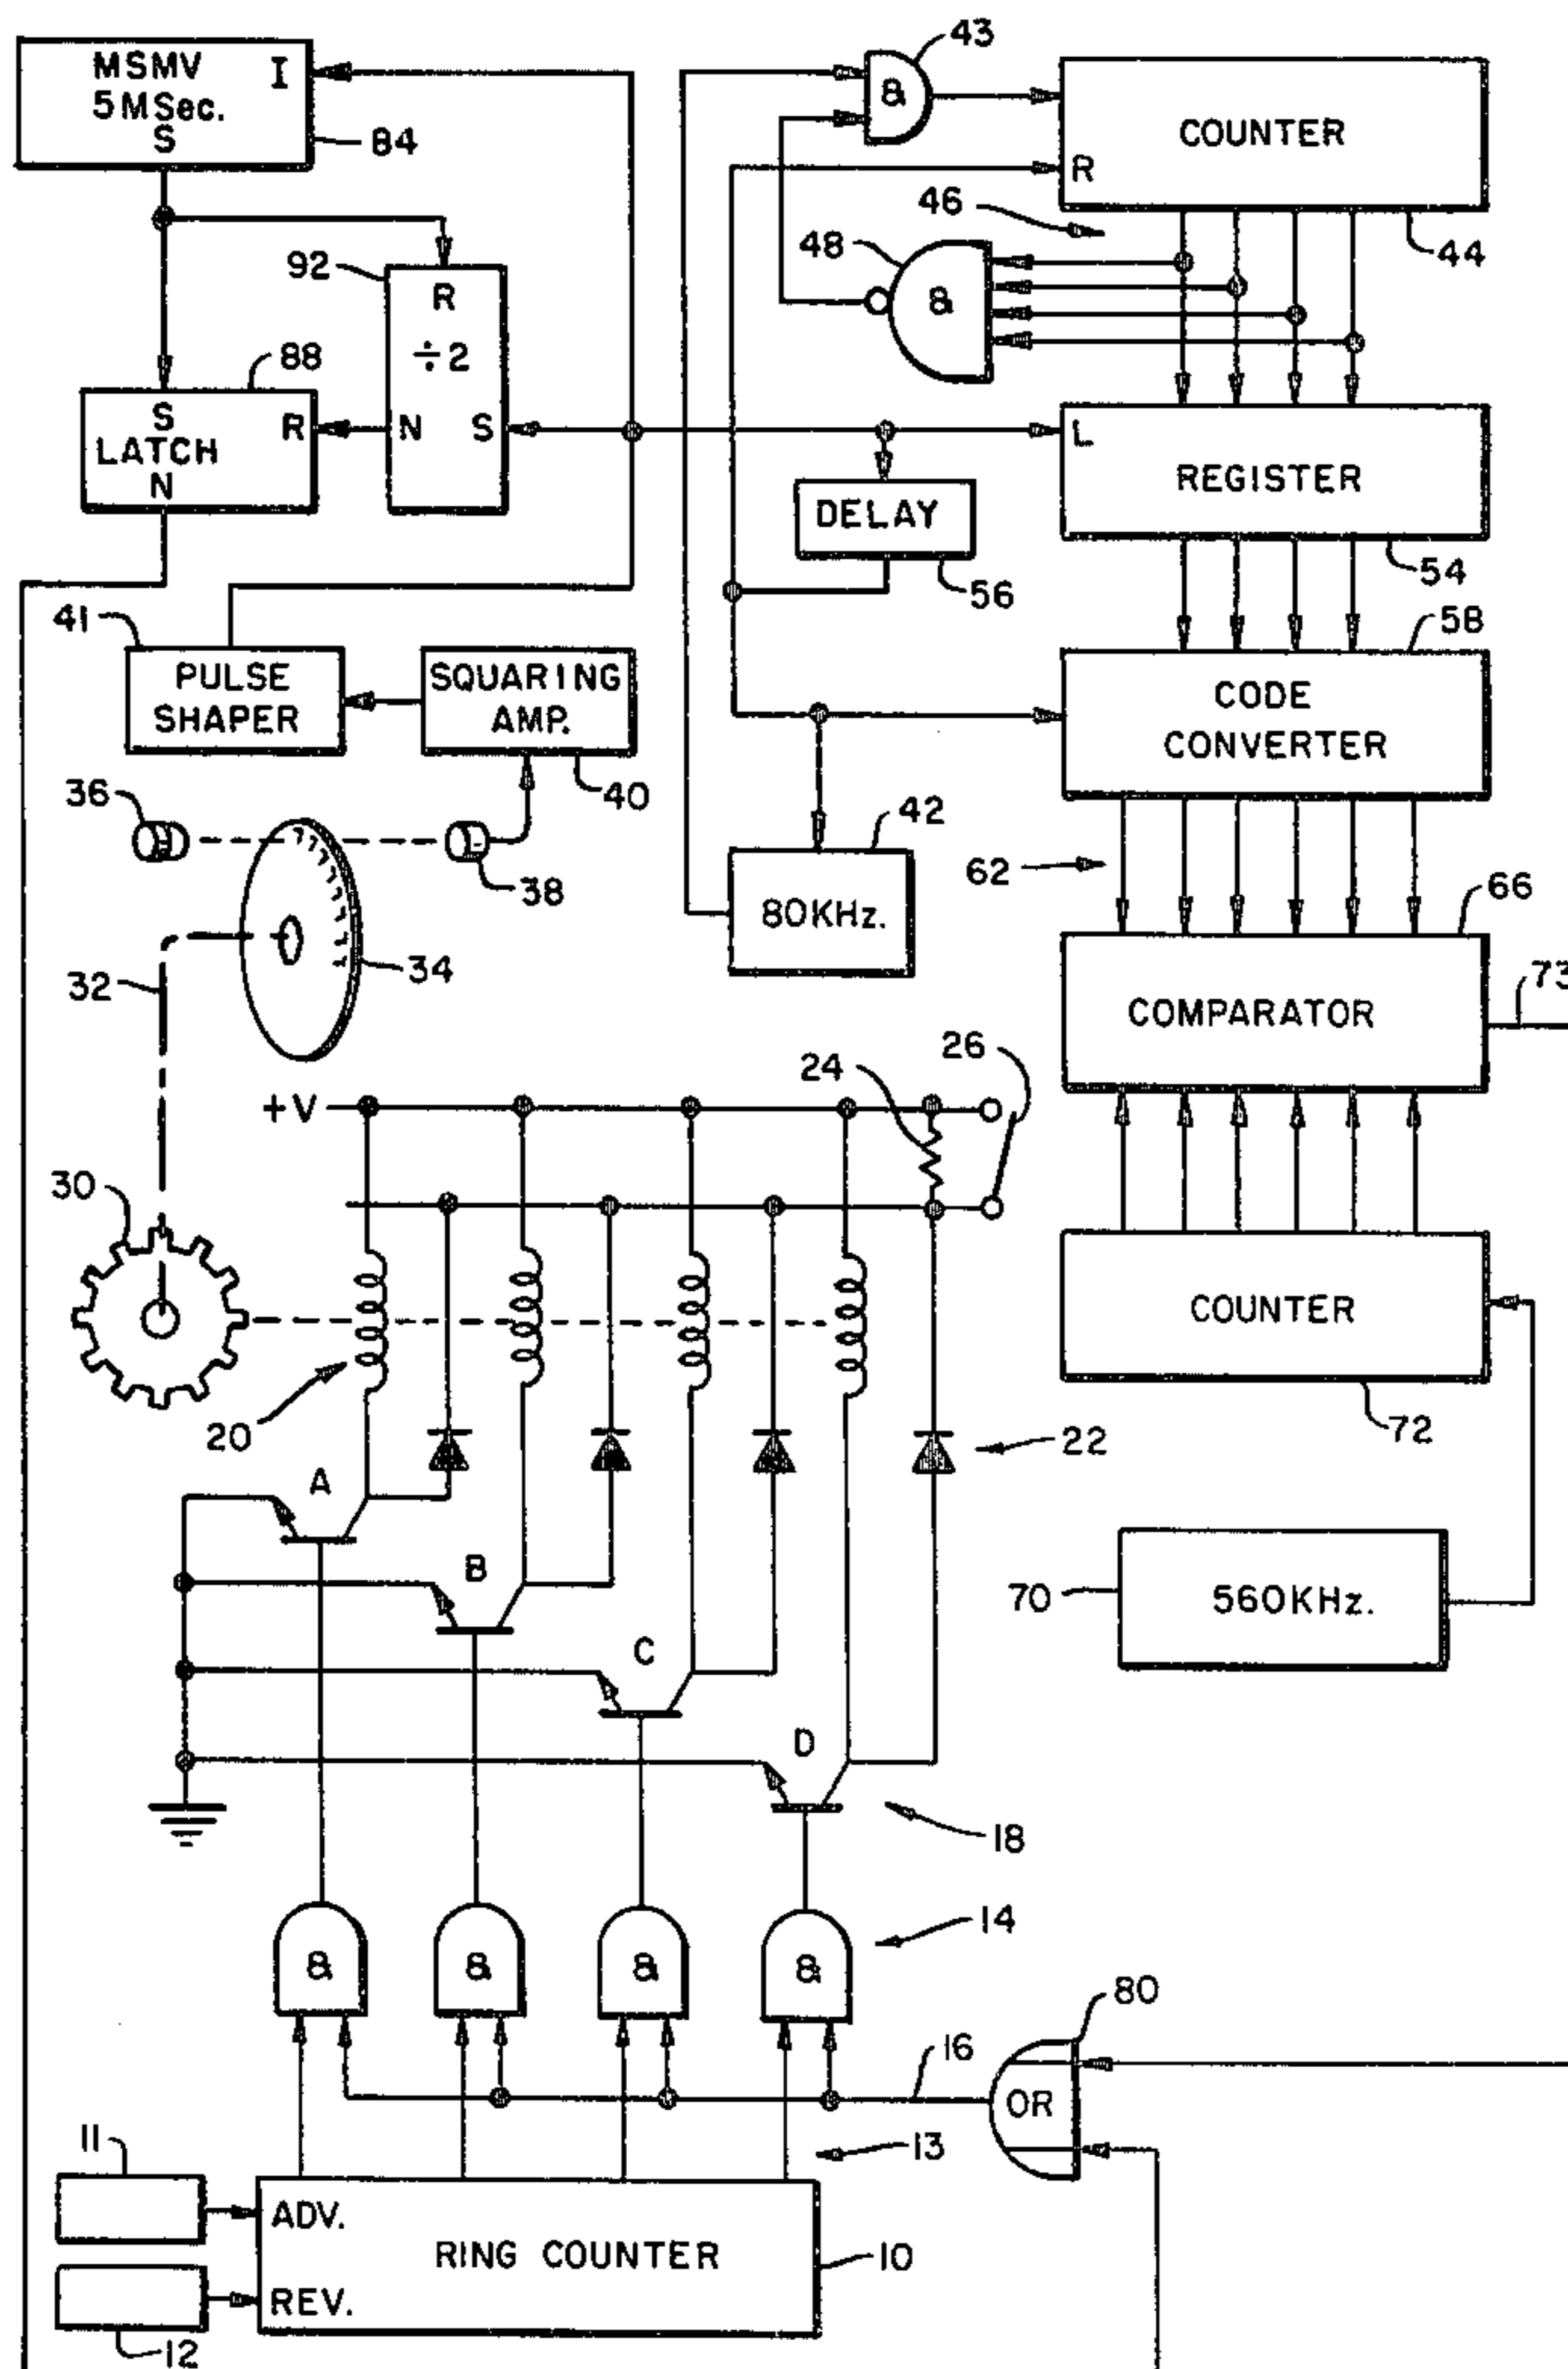 MSMV I
5MSec.
S
84
43
&
COUNTER
R
46
44
48
&
92
R
÷2
N S
88
S
LATCH R
N
L
REGISTER
54
DELAY
56
41
PULSE
SHAPER
SQUARING
AMP.
40
58
CODE
CONVERTER
36
38
42
80KHz.
62
66
34
32
COMPARATOR
73
24
26
+V
30
20
COUNTER
72
22
A
B
70
560KHz.
C
D
18
14
&
&
&
&
80
16
OR
13
11
ADV.
RING COUNTER
10
REV.
12